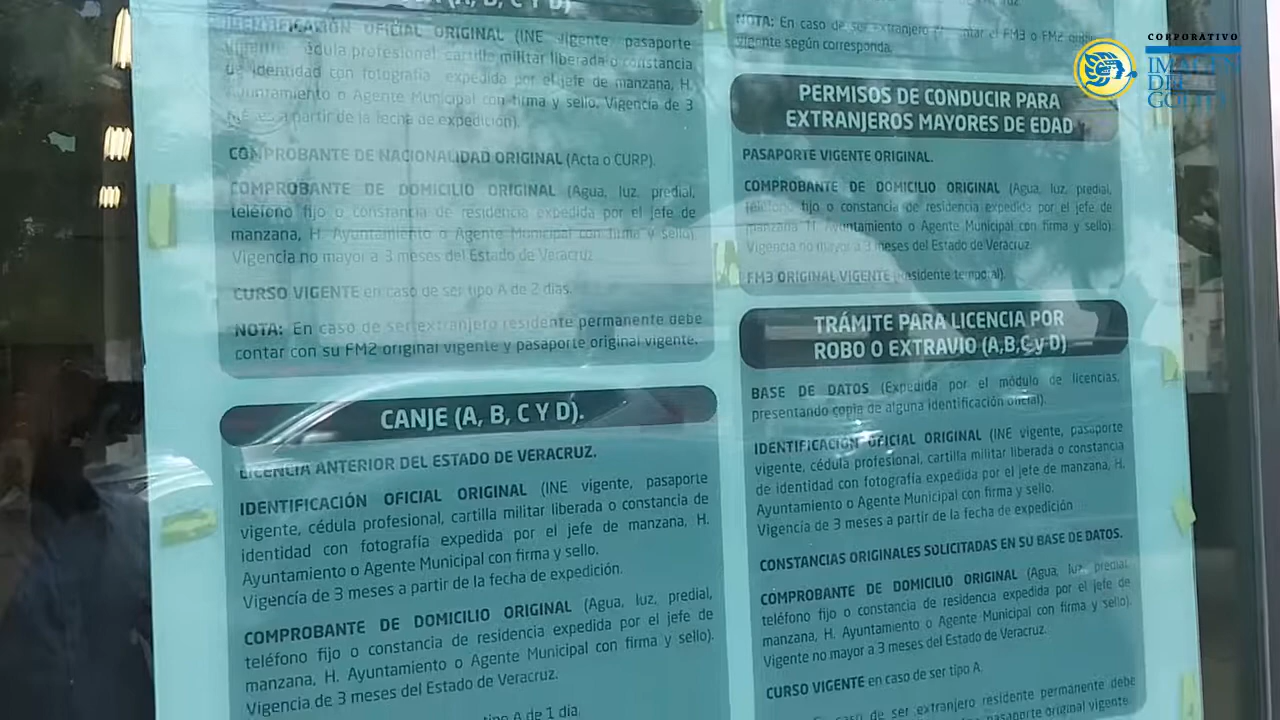 (A, B, C Y D)
IDENTIFICACIÓN OFICIAL ORIGINAL (INE vigente, pasaporte
vigente, cédula profesional, cartilla militar liberada o constancia
de identidad con fotografía expedida por el jefe de manzana, H.
Ayuntamiento o Agente Municipal con firma y sello. Vigencia de 3
meses a partir de la fecha de expedición).
COMPROBANTE DE NACIONALIDAD ORIGINAL (Acta o CURP).
COMPROBANTE DE DOMICILIO ORIGINAL (Agua, luz, predial,
teléfono fijo o constancia de residencia expedida por el jefe de
manzana, H. Ayuntamiento o Agente Municipal con firma y sello).
Vigencia no mayor a 3 meses del Estado de Veracruz.
CURSO VIGENTE en caso de ser tipo A de 2 días.
NOTA: En caso de ser extranjero residente permanente debe
contar con su FM2 original vigente y pasaporte original vigente.
CANJE (A, B, C Y D).
LICENCIA ANTERIOR DEL ESTADO DE VERACRUZ.
IDENTIFICACIÓN OFICIAL ORIGINAL (INE vigente, pasaporte
vigente, cédula profesional, cartilla militar liberada o constancia de
identidad con fotografía expedida por el jefe de manzana, H.
Ayuntamiento o Agente Municipal con firma y sello.
Vigencia de 3 meses a partir de la fecha de expedición.
COMPROBANTE DE DOMICILIO ORIGINAL (Agua, luz, predial,
teléfono fijo o constancia de residencia expedida por el jefe de
manzana, H. Ayuntamiento o Agente Municipal con firma y sello).
Vigencia de 3 meses del Estado de Veracruz.
tipo A de 1 día.
NOTA: En caso de ser extranjero el FM3 o FM2
vigente según corresponda.
PERMISOS DE CONDUCIR PARA
EXTRANJEROS MAYORES DE EDAD
PASAPORTE VIGENTE ORIGINAL.
COMPROBANTE DE DOMICILIO ORIGINAL (Agua, luz, predial,
teléfono fijo o constancia de residencia expedida por el jefe de
manzana, H. Ayuntamiento o Agente Municipal con firma y sello).
Vigencia no mayor a 3 meses del Estado de Veracruz.
FM3 ORIGINAL VIGENTE (residente temporal).
TRÁMITE PARA LICENCIA POR
ROBO O EXTRAVIO (A,B,C y D)
BASE DE DATOS (Expedida por el módulo de licencias,
presentando copia de alguna identificación oficial).
IDENTIFICACIÓN OFICIAL ORIGINAL (INE vigente, pasaporte
vigente, cédula profesional, cartilla militar liberada o constancia
de identidad con fotografía expedida por el jefe de manzana, H.
Ayuntamiento o Agente Municipal con firma y sello.
Vigencia de 3 meses a partir de la fecha de expedición
CONSTANCIAS ORIGINALES SOLICITADAS EN SU BASE DE DATOS.
COMPROBANTE DE DOMICILIO ORIGINAL (Agua, luz, predial,
teléfono fijo o constancia de residencia expedida por el jefe de
manzana, H. Ayuntamiento o Agente Municipal con firma y sello).
Vigente no mayor a 3 meses del Estado de Veracruz.
CURSO VIGENTE en caso de ser tipo A.
caso de ser extranjero residente permanente debe
original vigente y pasaporte original vigente.
CORPORATIVO
IMAGEN
DEL
GOLFO